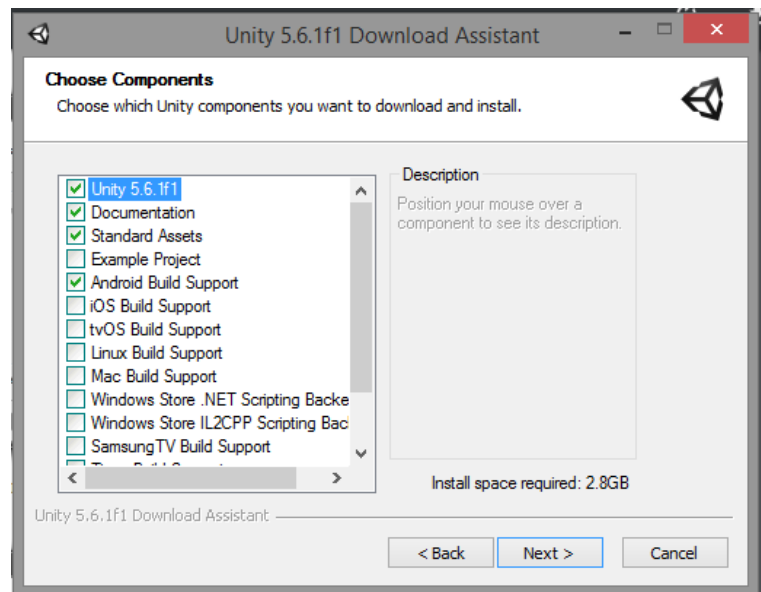 Unity 5.6.1f1 Download Assistant
Choose Components
Choose which Unity components you want to download and install.
Unity 5.6.1f1
Documentation
Standard Assets
Example Project
Android Build Support
iOS Build Support
tvOS Build Support
Linux Build Support
Mac Build Support
Windows Store .NET Scripting Backe
Windows Store IL2CPP Scripting Bac
SamsungTV Build Support
Description
Position your mouse over a
component to see its description.
Install space required: 2.8GB
Unity 5.6.1f1 Download Assistant
< Back
Next >
Cancel